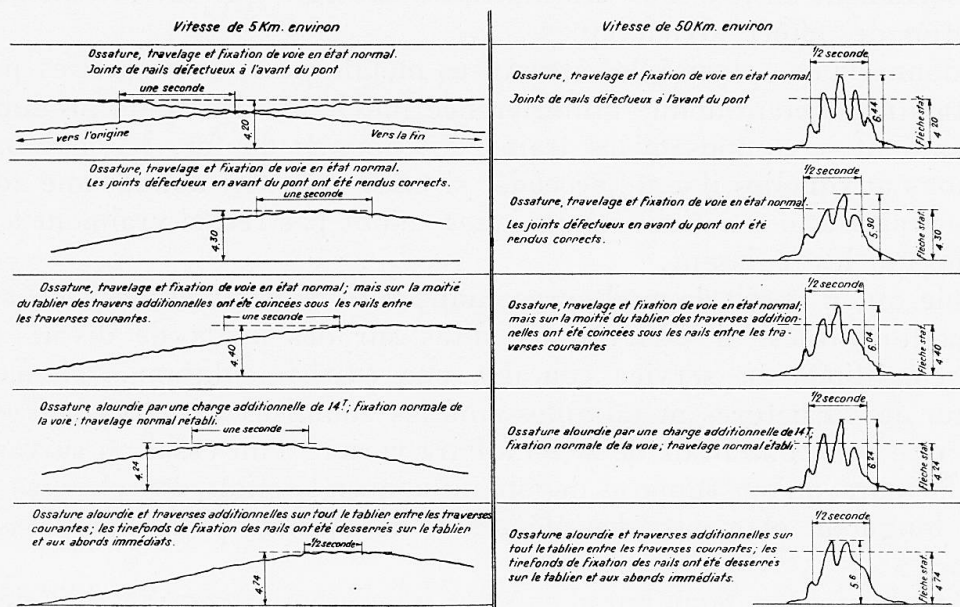 Vitesse de 5 Km. environ
Ossature, travelage et fixation de voie en état normal.
Joints de rails défectueux à l'avant du pont
une seconde
4.20
vers l'origine
Vers la fin
Ossature, travelage et fixation de voie en état normal.
Les joints défectueux en avant du pont ont été rendus corrects.
une seconde
4.30
Ossature, travelage et fixation de voie en état normal; mais sur la moitié
du tablier des travers additionnelles ont été coincées sous les rails entre
les traverses courantes.
une seconde
4.40
Ossature alourdie par une charge additionnelle de 14T; fixation normale de
la voie; travelage normal rétabli.
une seconde
4.24
Ossature alourdie et traverses additionnelles sur tout le tablier entre les traverses
courantes; les tirefonds de fixation des rails ont été desserrés sur le tablier
et aux abords immédiats.
1/2 seconde
4.74
Vitesse de 50 Km. environ
1/2 seconde
Ossature, travelage et fixation de voie en état normal.
Joints de rails défectueux à l'avant du pont
6.44
Flèche stat.
4.20
1/2 seconde
Ossature, travelage et fixation de voie en état normal.
Les joints défectueux en avant du pont ont été
rendus corrects.
5.90
Flèche stat.
4.30
1/2 seconde
Ossature, travelage et fixation de voie en état normal;
mais sur la moitié du tablier des traverses addition-
nelles ont été coincées sous les rails entre les tra-
verses courantes
6.04
Flèche stat.
4.40
1/2 seconde
Ossature alourdie par une charge additionnelle de 14T;
fixation normale de la voie; travelage normal établi.
6.24
Flèche stat.
4.24
1/2 seconde
Ossature alourdie et traverses additionnelles sur
tout le tablier entre les traverses courantes; les
tirefonds de fixation des rails ont été desserrés
sur le tablier et aux abords immédiats.
5.6
Flèche stat.
4.74